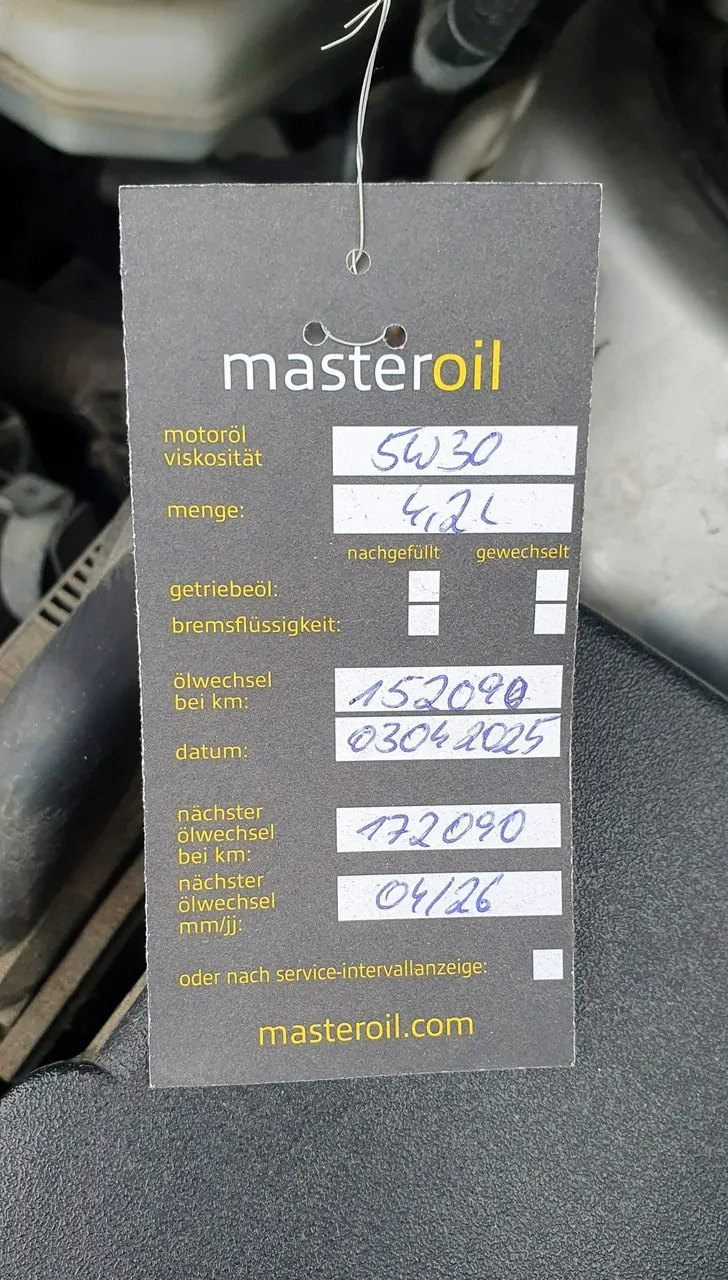 masteroil
motoröl
viskosität 5W30
menge: 4,2L
nachgefüllt gewechselt
getriebeöl:
bremsflüssigkeit:
ölwechsel
bei km: 152090
datum: 03042025
nächster
ölwechsel
bei km: 172090
nächster
ölwechsel
mm/jj: 04/26
oder nach service-intervallanzeige:
masteroil.com